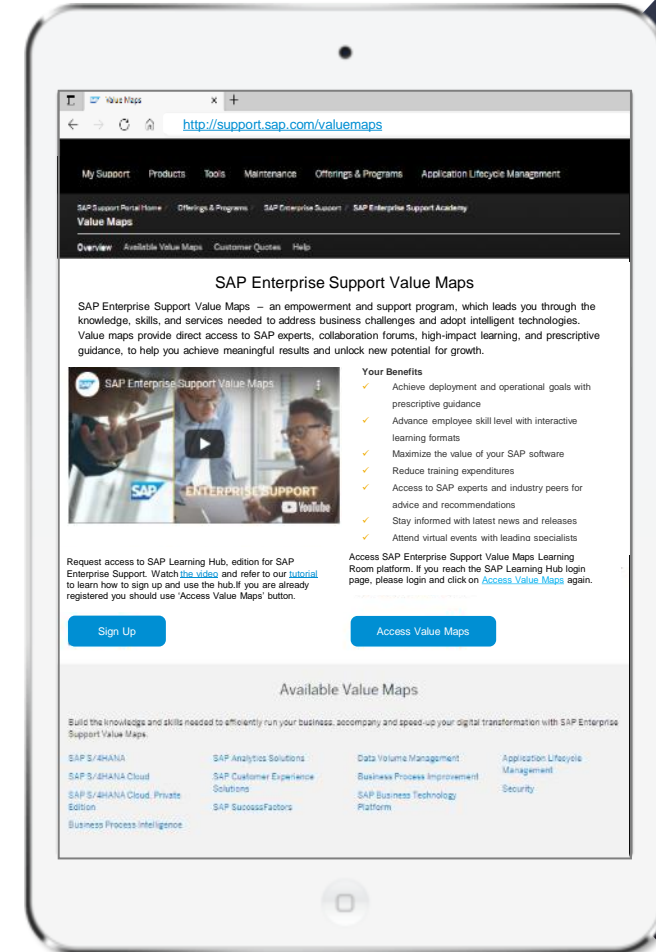 Value Maps
http://support.sap.com/valuemaps
My Support Products Tools Maintenance Offerings & Programs Application Lifecycle Management
SAP Support Portal Home / Offerings & Programs / SAP Enterprise Support / SAP Enterprise Support Academy
Value Maps
Overview Available Value Maps Customer Quotes Help
SAP Enterprise Support Value Maps
SAP Enterprise Support Value Maps – an empowerment and support program, which leads you through the
knowledge, skills, and services needed to address business challenges and adopt intelligent technologies.
Value maps provide direct access to SAP experts, collaboration forums, high-impact learning, and prescriptive
guidance, to help you achieve meaningful results and unlock new potential for growth.
SAP Enterprise Support Value Maps
SAP ENTERPRISE SUPPORT
YouTube
Your Benefits
✓ Achieve deployment and operational goals with
prescriptive guidance
✓ Advance employee skill level with interactive
learning formats
✓ Maximize the value of your SAP software
✓ Reduce training expenditures
✓ Access to SAP experts and industry peers for
advice and recommendations
✓ Stay informed with latest news and releases
✓ Attend virtual events with leading specialists
Request access to SAP Learning Hub, edition for SAP
Enterprise Support. Watch the video and refer to our tutorial
to learn how to sign up and use the hub.If you are already
registered you should use ‘Access Value Maps’ button.
Sign Up
Access SAP Enterprise Support Value Maps Learning
Room platform. If you reach the SAP Learning Hub login
page, please login and click on Access Value Maps again.
Access Value Maps
Available Value Maps
Build the knowledge and skills needed to efficiently run your business, accompany and speed-up your digital transformation with SAP Enterprise
Support Value Maps.
SAP S/4HANA
SAP S/4HANA Cloud
SAP S/4HANA Cloud, Private
Edition
Business Process Intelligence
SAP Analytics Solutions
SAP Customer Experience
Solutions
SAP SuccessFactors
Data Volume Management
Business Process Improvement
SAP Business Technology
Platform
Application Lifecycle
Management
Security